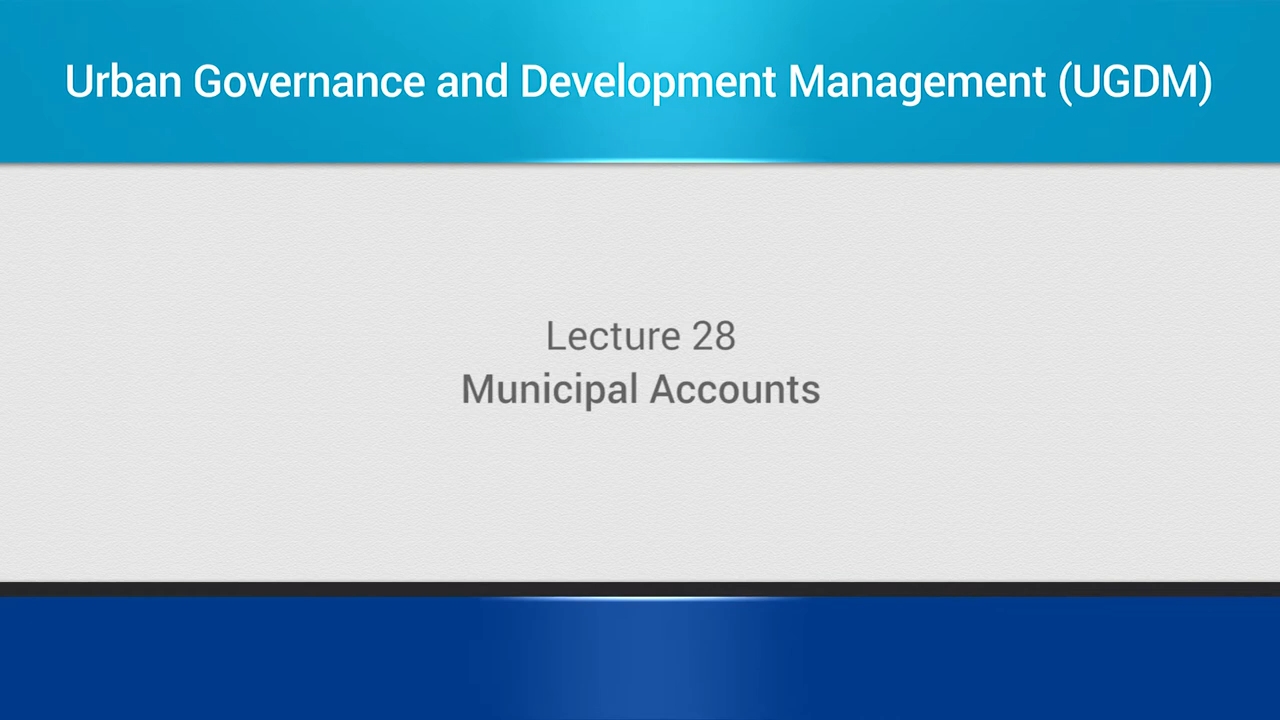 Urban Governance and Development Management (UGDM)
Lecture 28
Municipal Accounts